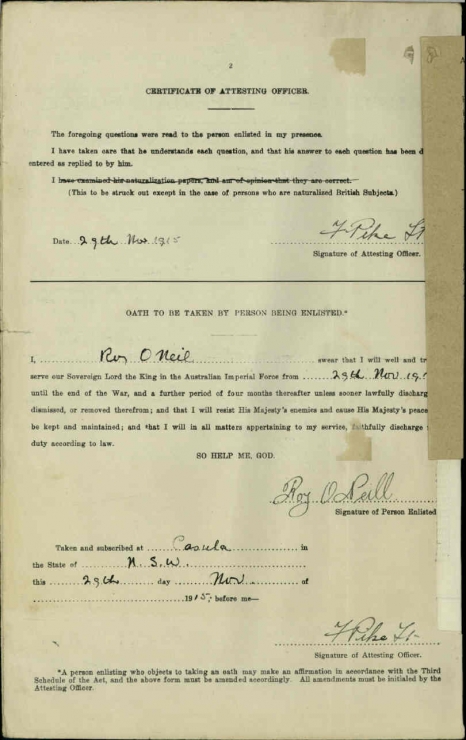 2
CERTIFICATE OF ATTESTING OFFICER.
The foregoing questions were read to the person enlisted in my presence.
I have taken care that he understands each question, and that his answer to each question has been d
entered as replied to by him.
I have examined his naturalization papers, and am of opinion that they are correct.
(This to be struck out except in the case of persons who are naturalized British Subjects.)
Date 29th Nov 1915
F Pike Lt
Signature of Attesting Officer.
OATH TO BE TAKEN BY PERSON BEING ENLISTED.*
I, Roy O Neil swear that I will well and tr
serve our Sovereign Lord the King in the Australian Imperial Force from 29th Nov 191
until the end of the War, and a further period of four months thereafter unless sooner lawfully discharg
dismissed, or removed therefrom; and that I will resist His Majesty's enemies and cause His Majesty's peace
be kept and maintained; and that I will in all matters appertaining to my service, faithfully discharge
duty according to law.
SO HELP ME, GOD.
Roy O Neill
Signature of Person Enlisted
Taken and subscribed at Casula in
the State of N.S.W.
this 29th day Nov of
1915, before me—
F Pike Lt
Signature of Attesting Officer.
*A person enlisting who objects to taking an oath may make an affirmation in accordance with the Third
Schedule of the Act, and the above form must be amended accordingly. All amendments must be initialed by the
Attesting Officer.